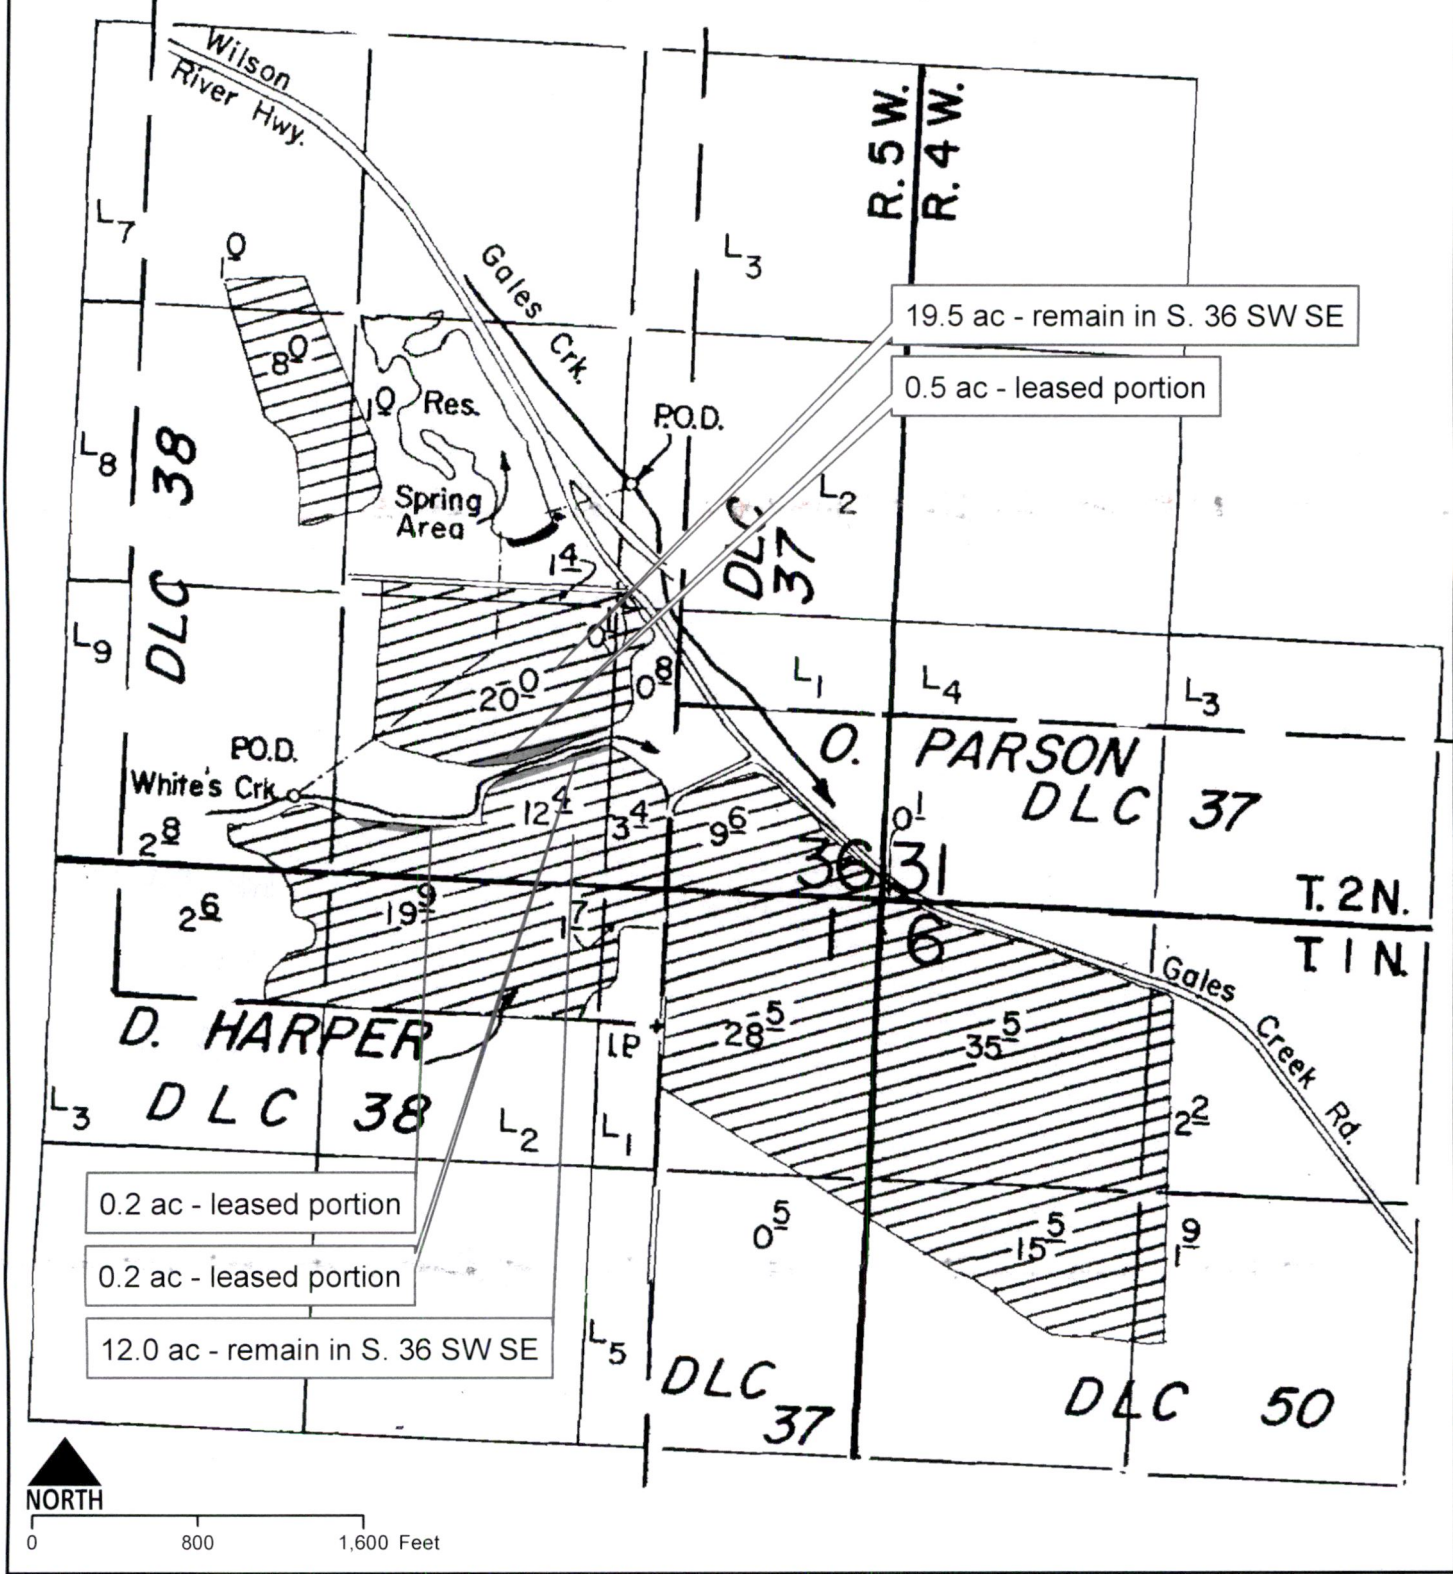 Wilson
River Hwy.
R. 5 W.
R. 4 W.
L7
L3
Gales Crk.
10
19.5 ac - remain in S. 36 SW SE
80
0.5 ac - leased portion
10
Res.
P.O.D.
L8
DLC 38
Spring
Area
L2
DLC
37
14
L9
01
200
08
L1
L4
L3
P.O.D.
White's Crk.
O. PARSON
DLC 37
28
124
34
96
01
36
31
T. 2 N.
26
199
17
1
6
T. 1 N.
Gales
Creek Rd.
D. HARPER
DLC 38
285
355
L3
L2
L1
22
0.2 ac - leased portion
05
155
19
0.2 ac - leased portion
12.0 ac - remain in S. 36 SW SE
L5
DLC
37
DLC 50
NORTH
0 800 1,600 Feet